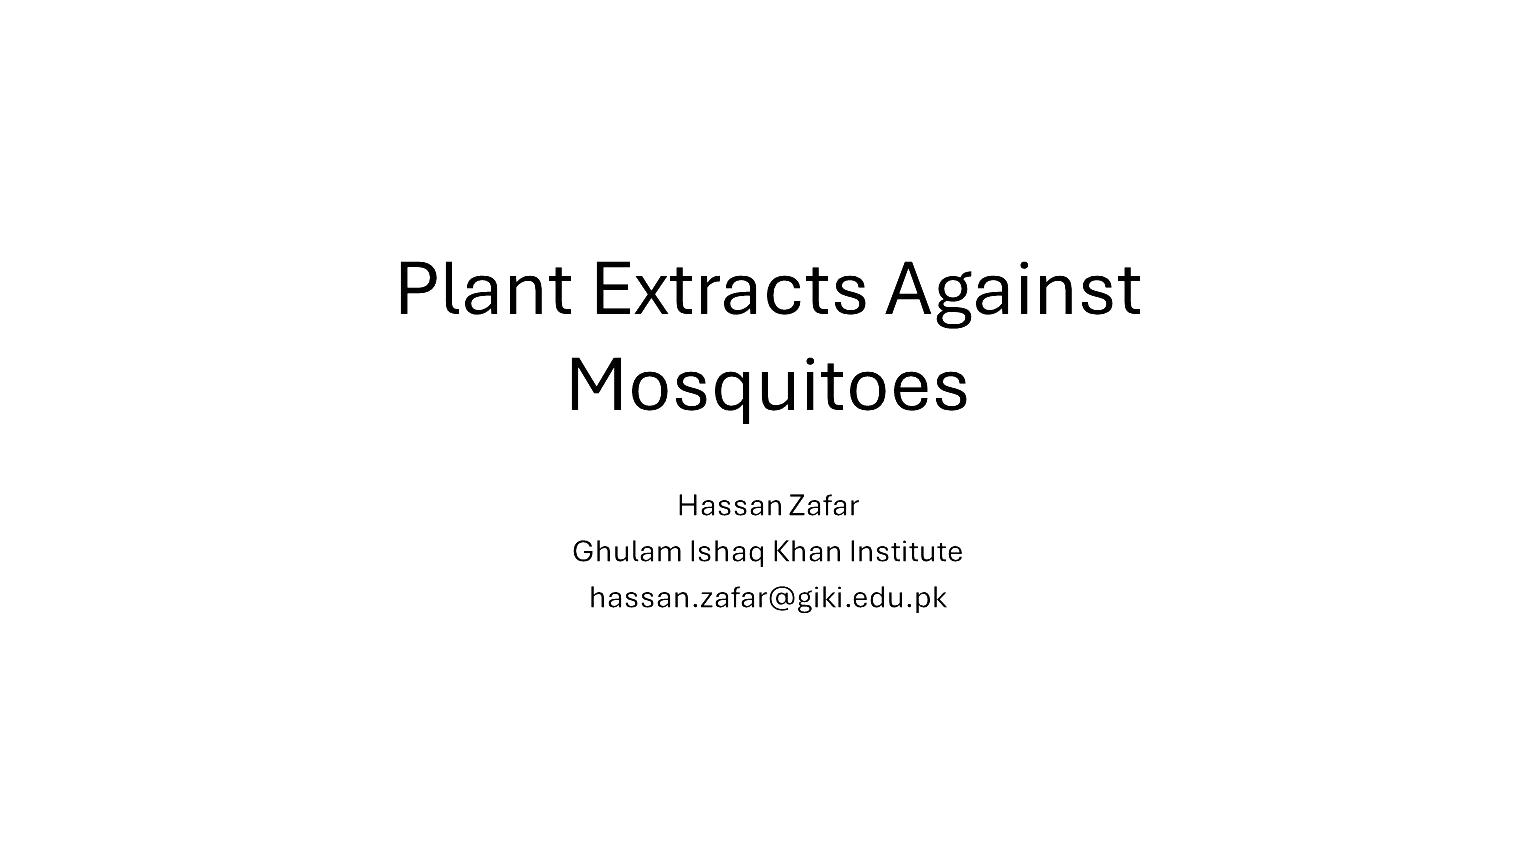 Plant Extracts Against
Mosquitoes
Hassan Zafar
Ghulam Ishaq Khan Institute
hassan.zafar@giki.edu.pk